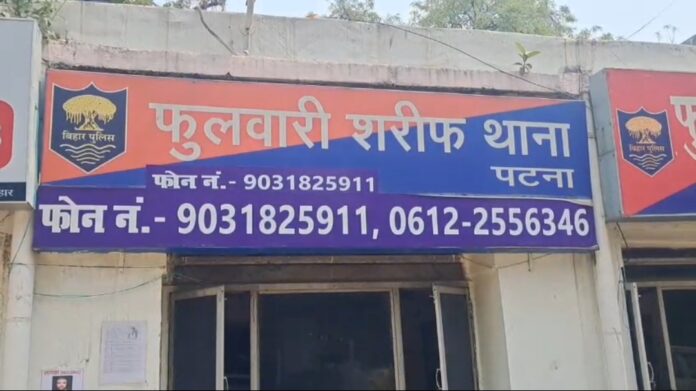 बिहार पुलिस
फुलवारी शरीफ थाना
पटना
फोन नं.- 9031825911
फोन नं.- 9031825911, 0612-2556346
बिहार पुलिस